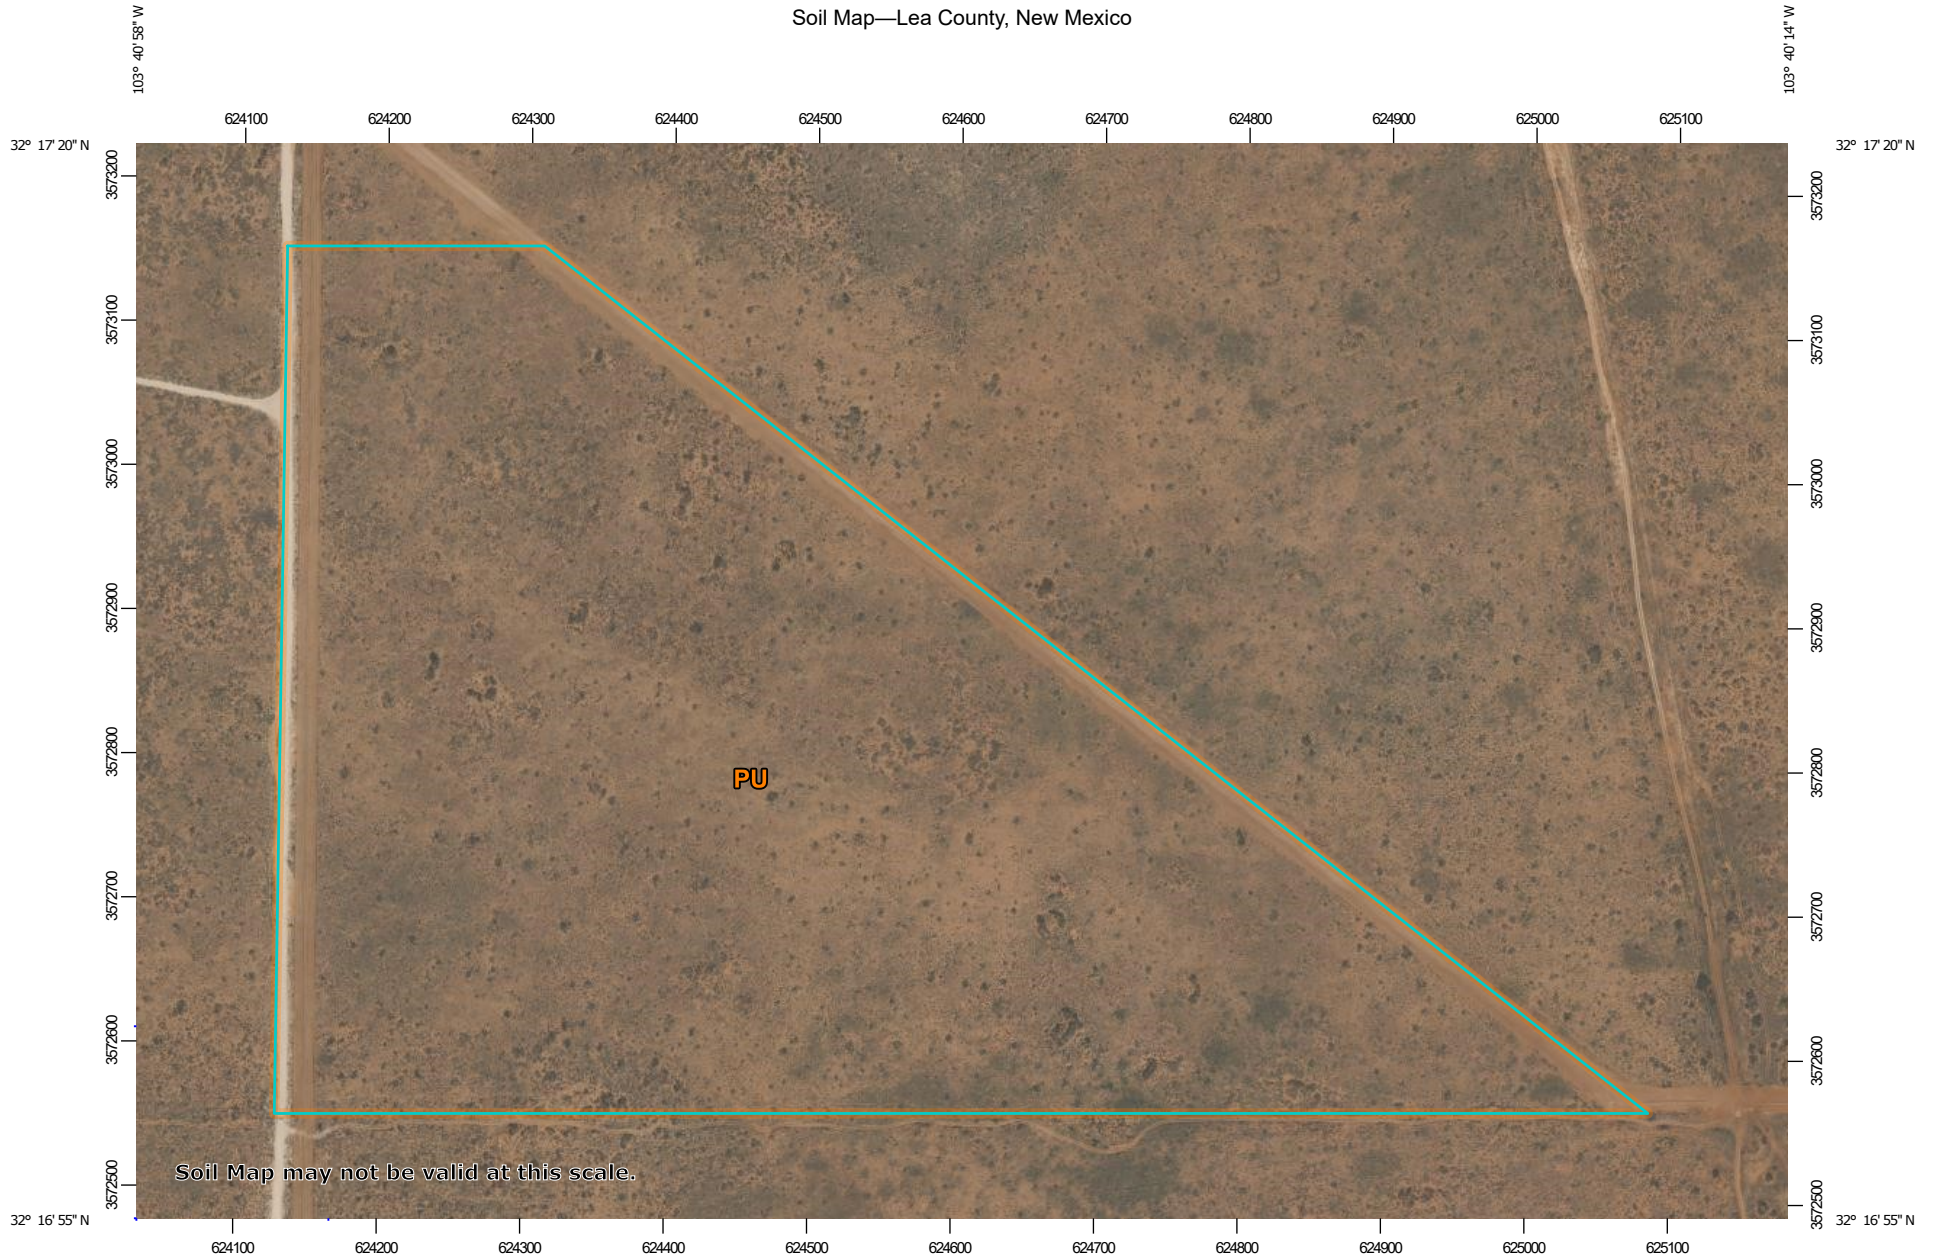 Soil Map—Lea County, New Mexico
103° 40' 58'' W
103° 40' 14'' W
624100 624200 624300 624400 624500 624600 624700 624800 624900 625000 625100
32° 17' 20'' N
32° 17' 20'' N
3573200
3573100
3573000
3572900
3572800
3572700
3572600
3572500
3573200
3573100
3573000
3572900
3572800
3572700
3572600
3572500
PU
Soil Map may not be valid at this scale.
32° 16' 55'' N
32° 16' 55'' N
624100 624200 624300 624400 624500 624600 624700 624800 624900 625000 625100